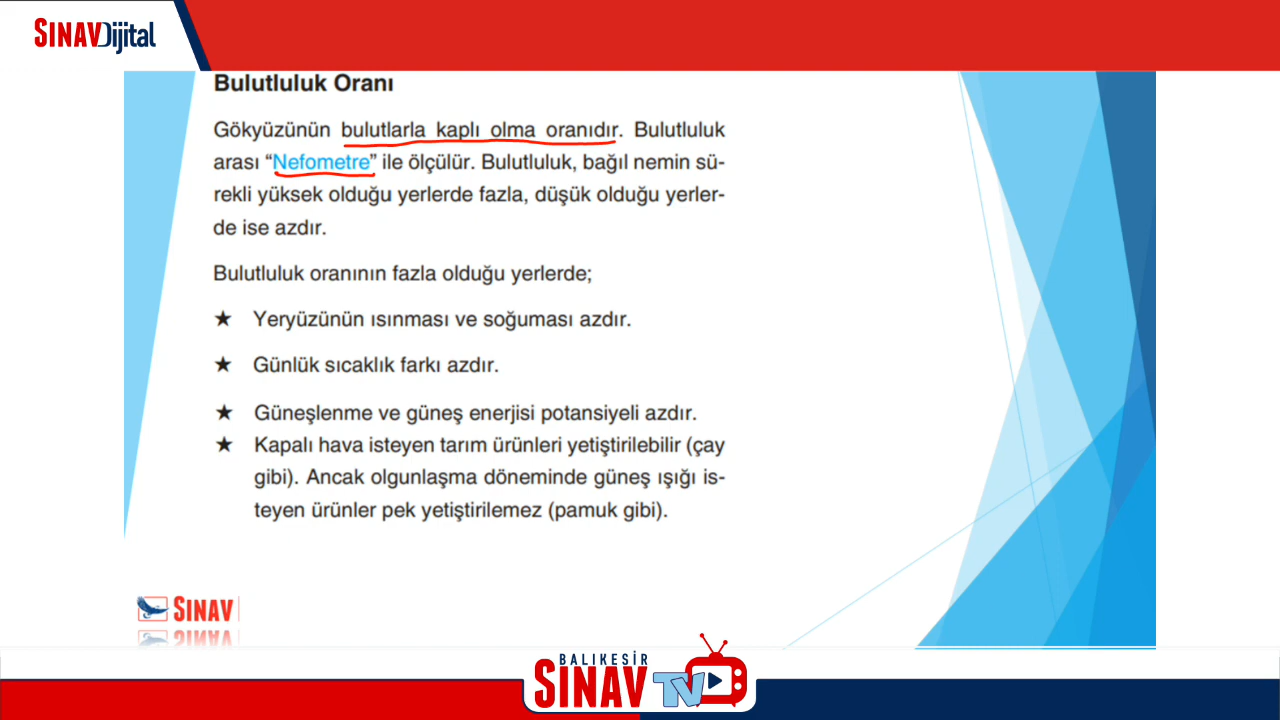 SINAVDijital
Bulutluluk Oranı
Gökyüzünün bulutlarla kaplı olma oranıdır. Bulutluluk
arası “Nefometre” ile ölçülür. Bulutluluk, bağıl nemin sü-
rekli yüksek olduğu yerlerde fazla, düşük olduğu yerler-
de ise azdır.
Bulutluluk oranının fazla olduğu yerlerde;
★ Yeryüzünün ısınması ve soğuması azdır.
★ Günlük sıcaklık farkı azdır.
★ Güneşlenme ve güneş enerjisi potansiyeli azdır.
★ Kapalı hava isteyen tarım ürünleri yetiştirilebilir (çay
gibi). Ancak olgunlaşma döneminde güneş ışığı is-
teyen ürünler pek yetiştirilemez (pamuk gibi).
SINAV
BALIKESİR
SINAV TV